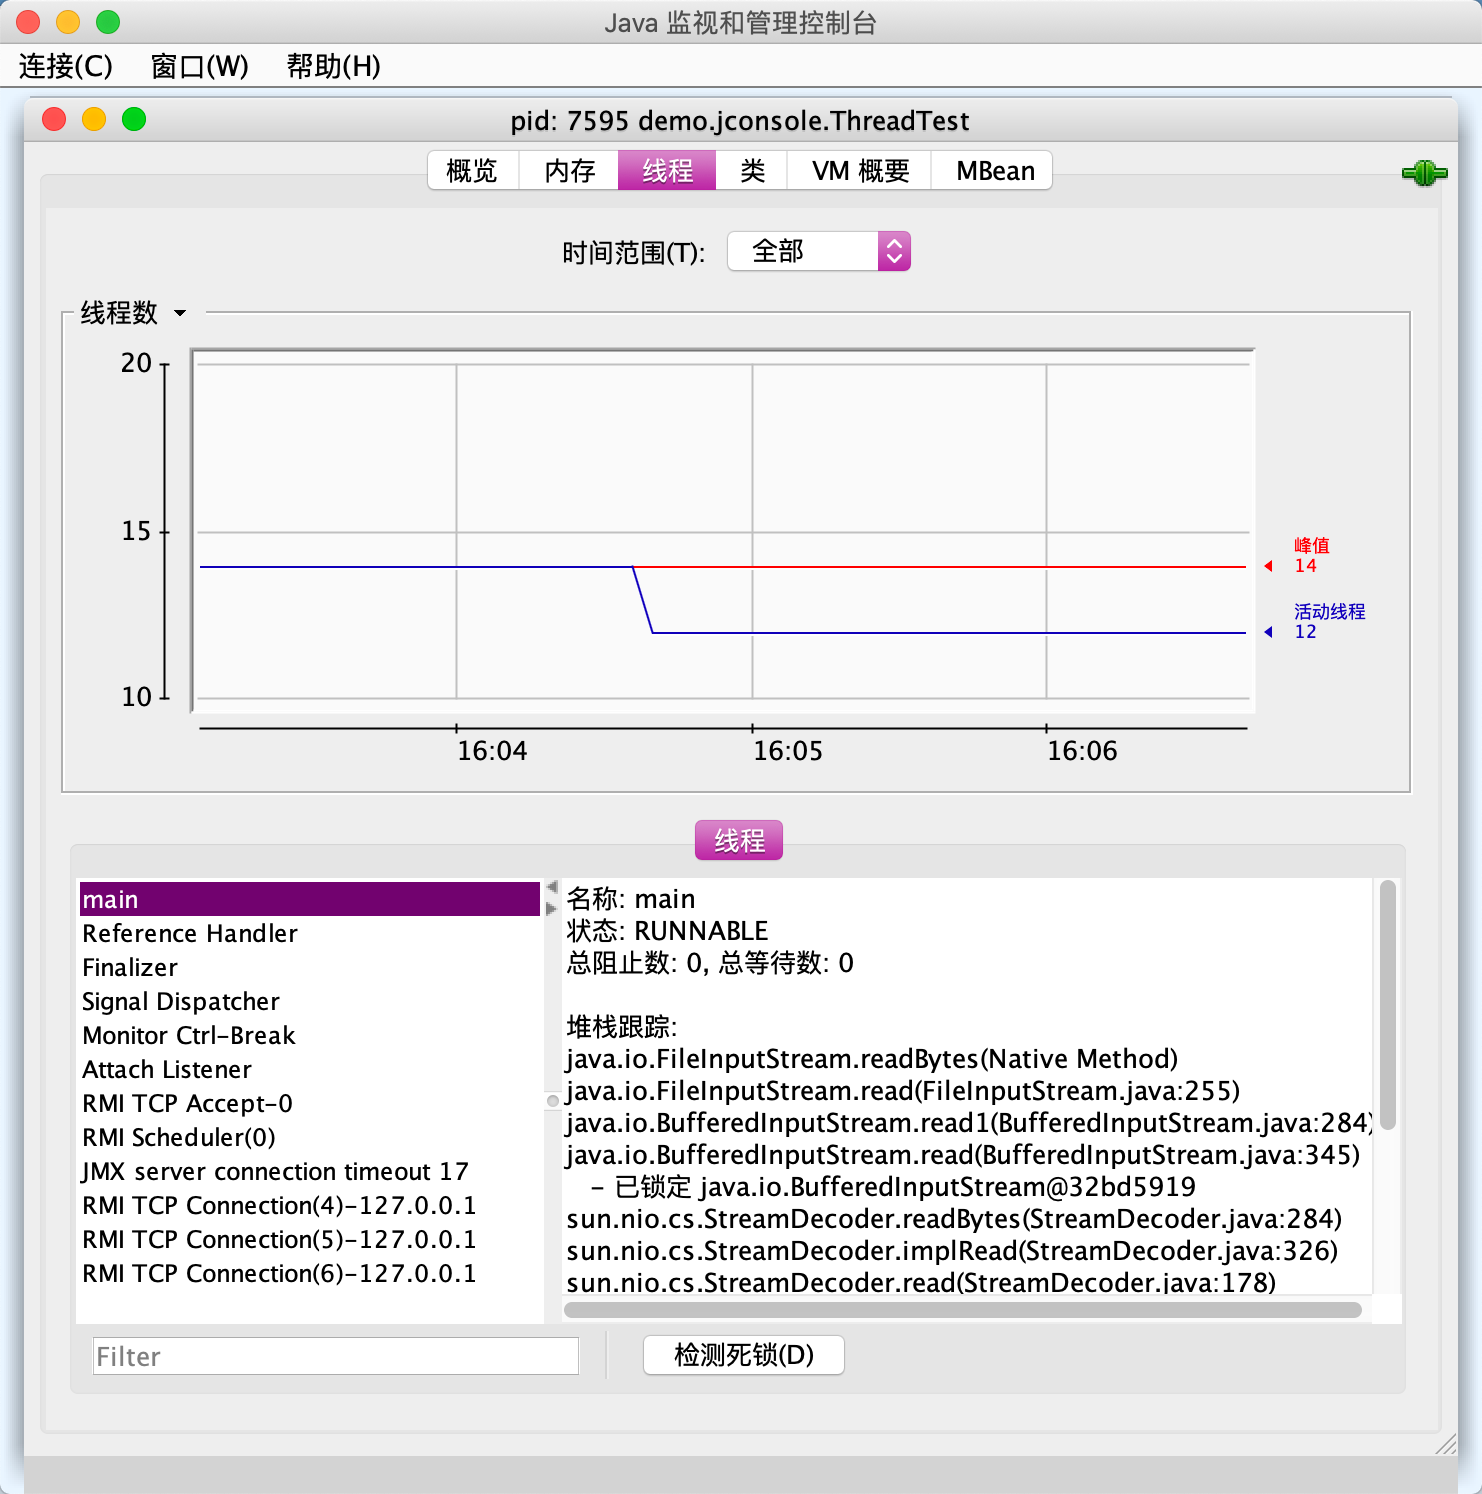 Java 监视和管理控制台
连接(C) 窗口(W) 帮助(H)
pid: 7595 demo.jconsole.ThreadTest
概览 内存 线程 类 VM 概要 MBean
时间范围(T): 全部
线程数
20
15
10
峰值
14
活动线程
12
16:04 16:05 16:06
线程
main
Reference Handler
Finalizer
Signal Dispatcher
Monitor Ctrl-Break
Attach Listener
RMI TCP Accept-0
RMI Scheduler(0)
JMX server connection timeout 17
RMI TCP Connection(4)-127.0.0.1
RMI TCP Connection(5)-127.0.0.1
RMI TCP Connection(6)-127.0.0.1
名称: main
状态: RUNNABLE
总阻止数: 0, 总等待数: 0
堆栈跟踪:
java.io.FileInputStream.readBytes(Native Method)
java.io.FileInputStream.read(FileInputStream.java:255)
java.io.BufferedInputStream.read1(BufferedInputStream.java:284)
java.io.BufferedInputStream.read(BufferedInputStream.java:345)
- 已锁定 java.io.BufferedInputStream@32bd5919
sun.nio.cs.StreamDecoder.readBytes(StreamDecoder.java:284)
sun.nio.cs.StreamDecoder.implRead(StreamDecoder.java:326)
sun.nio.cs.StreamDecoder.read(StreamDecoder.java:178)
Filter
检测死锁(D)